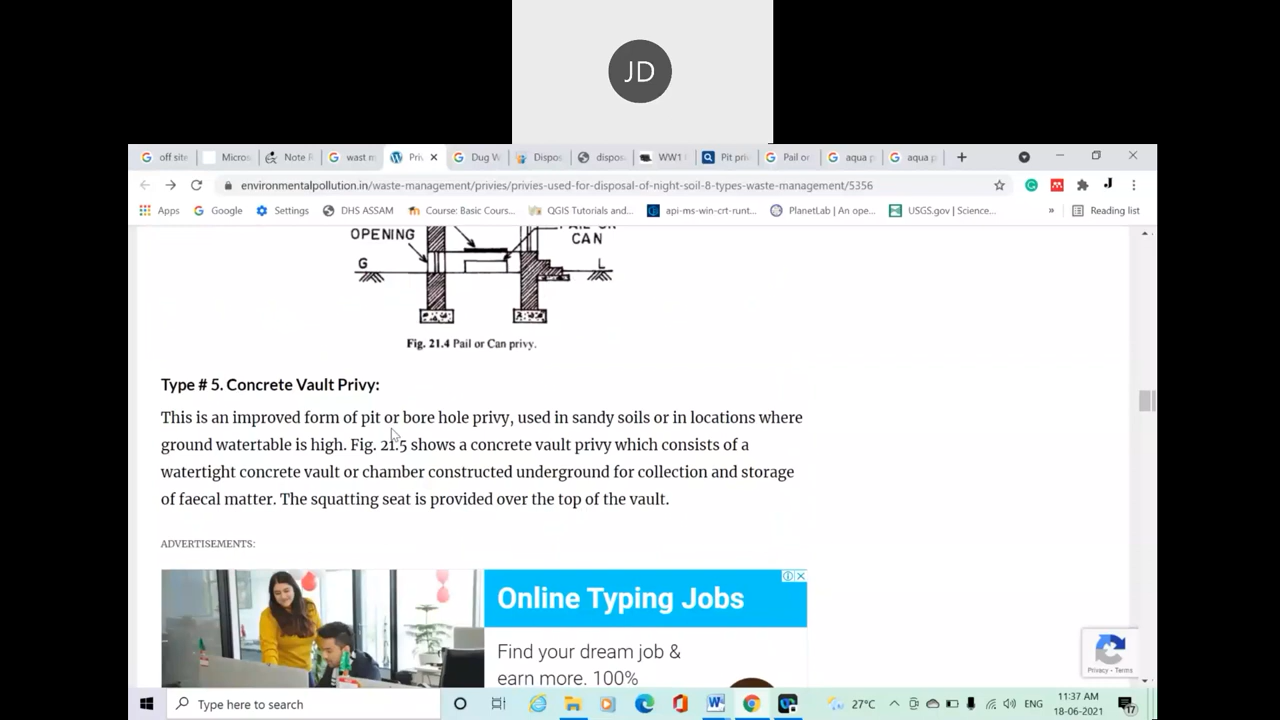 JD
off site
Micros
Note R
wast m
Priv
Dug W
Dispos
dispos
WW1
Pit pri
Pail or
aqua p
aqua p
environmentalpollution.in/waste-management/privies/privies-used-for-disposal-of-night-soil-8-types-waste-management/5356
Apps
Google
Settings
DHS ASSAM
Course: Basic Cours...
QGIS Tutorials and...
api-ms-win-crt-runt...
PlanetLab | An ope...
USGS.gov | Science...
»
Reading list
OPENING
CAN
G
L
Fig. 21.4 Pail or Can privy.
Type # 5. Concrete Vault Privy:
This is an improved form of pit or bore hole privy, used in sandy soils or in locations where
ground watertable is high. Fig. 21.5 shows a concrete vault privy which consists of a
watertight concrete vault or chamber constructed underground for collection and storage
of faecal matter. The squatting seat is provided over the top of the vault.
ADVERTISEMENTS:
Online Typing Jobs
Find your dream job &
earn more. 100%
Privacy - Terms
Type here to search
27°C
ENG
11:37 AM
18-06-2021
17